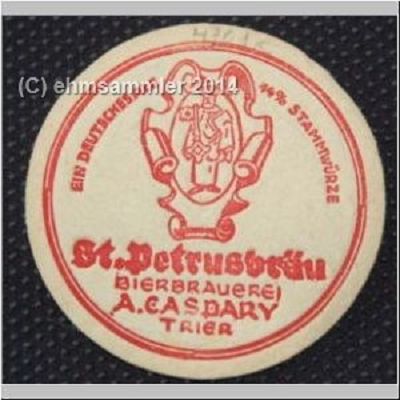 (C) ehmsammler 2014
EIN DEUTSCHES
14% STAMMWÜRZE
St. Petrusbräu
BIERBRAUEREI
A. CASPARY
TRIER